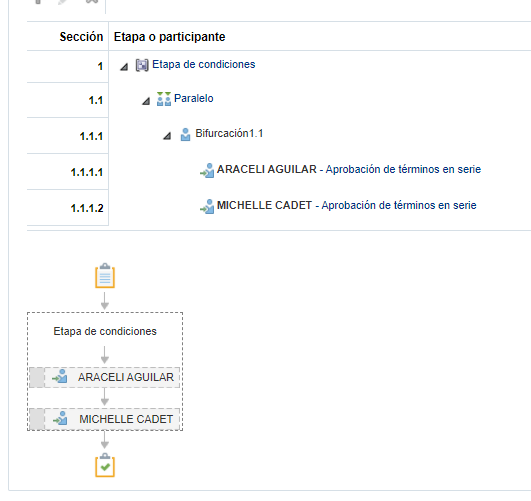 Sección Etapa o participante
1 Etapa de condiciones
1.1 Paralelo
1.1.1 Bifurcación1.1
1.1.1.1 ARACELI AGUILAR - Aprobación de términos en serie
1.1.1.2 MICHELLE CADET - Aprobación de términos en serie
Etapa de condiciones
ARACELI AGUILAR
MICHELLE CADET